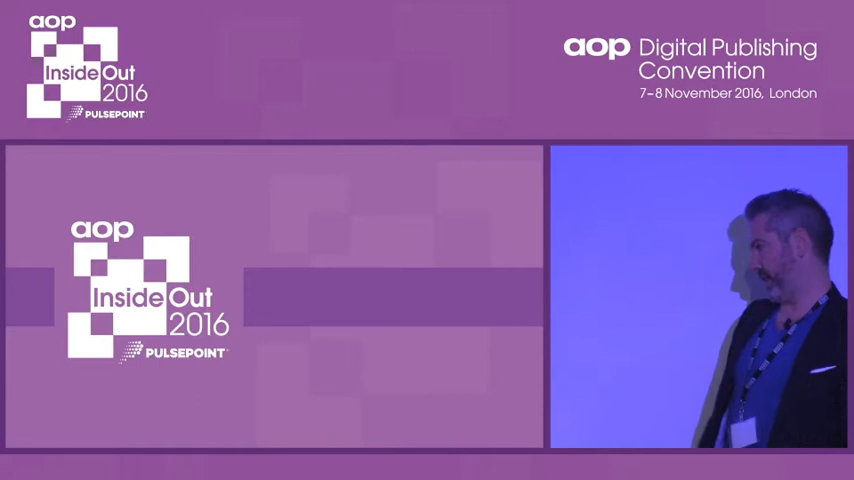 aop
Inside Out
2016
PULSEPOINT
aop Digital Publishing
Convention
7–8 November 2016, London
aop
Inside Out
2016
PULSEPOINT